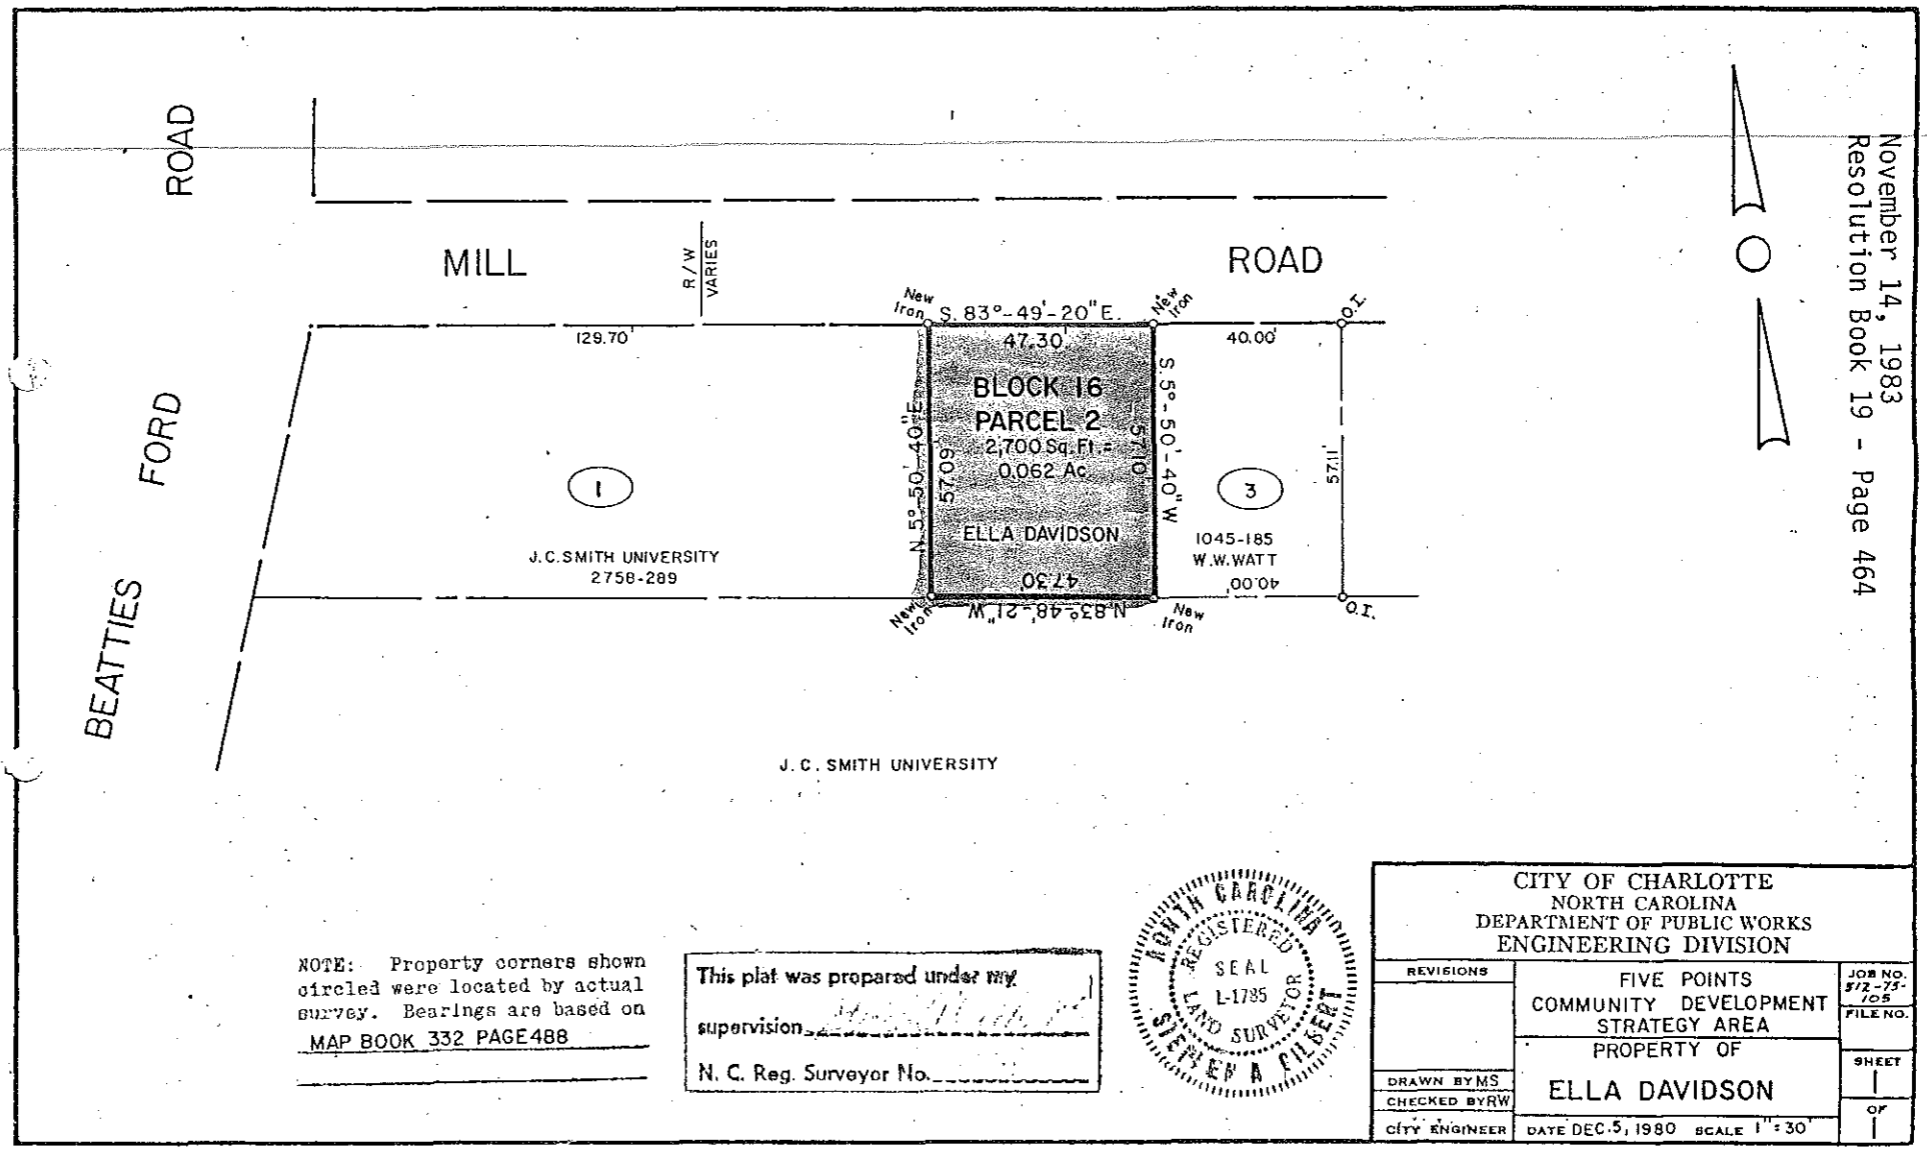 November 14, 1983
Resolution Book 19 - Page 464
ROAD
FORD
BEATTIES
MILL
R/W
VARIES
ROAD
129.70'
New
Iron
S. 83°-49'-20" E.
47.30'
New
Iron
40.00'
O.I.
BLOCK 16
PARCEL 2
2,700 Sq. Ft. =
0.062 Ac.
ELLA DAVIDSON
N. 5°-50'-40" E.
57.09
57.10
S. 5°-50'-40" W
47.30
N. 83°-48'-21" W.
New
Iron
New
Iron
1
J.C. SMITH UNIVERSITY
2758-289
3
1045-185
W.W. WATT
40.00'
57.11'
O.I.
J. C. SMITH UNIVERSITY
NOTE: Property corners shown
circled were located by actual
survey. Bearings are based on
MAP BOOK 332 PAGE 488
This plat was prepared under my
supervision
N. C. Reg. Surveyor No.
NORTH CAROLINA
REGISTERED
SEAL
L-1785
LAND SURVEYOR
STEPHEN A GILBERT
CITY OF CHARLOTTE
NORTH CAROLINA
DEPARTMENT OF PUBLIC WORKS
ENGINEERING DIVISION
REVISIONS
DRAWN BY MS
CHECKED BY RW
CITY ENGINEER
FIVE POINTS
COMMUNITY DEVELOPMENT
STRATEGY AREA
PROPERTY OF
ELLA DAVIDSON
DATE DEC. 5, 1980 SCALE 1" = 30'
JOB NO.
512-75-
105
FILE NO.
SHEET
1
OF
1